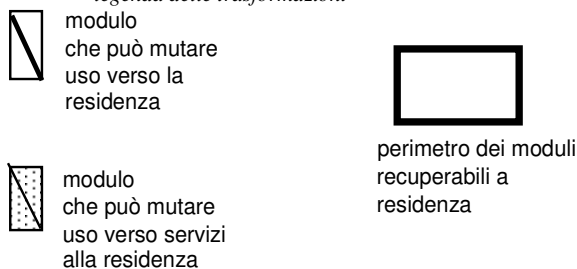 legenda delle trasformazioni
modulo
che può mutare
uso verso la
residenza
modulo
che può mutare
uso verso servizi
alla residenza
perimetro dei moduli
recuperabili a
residenza